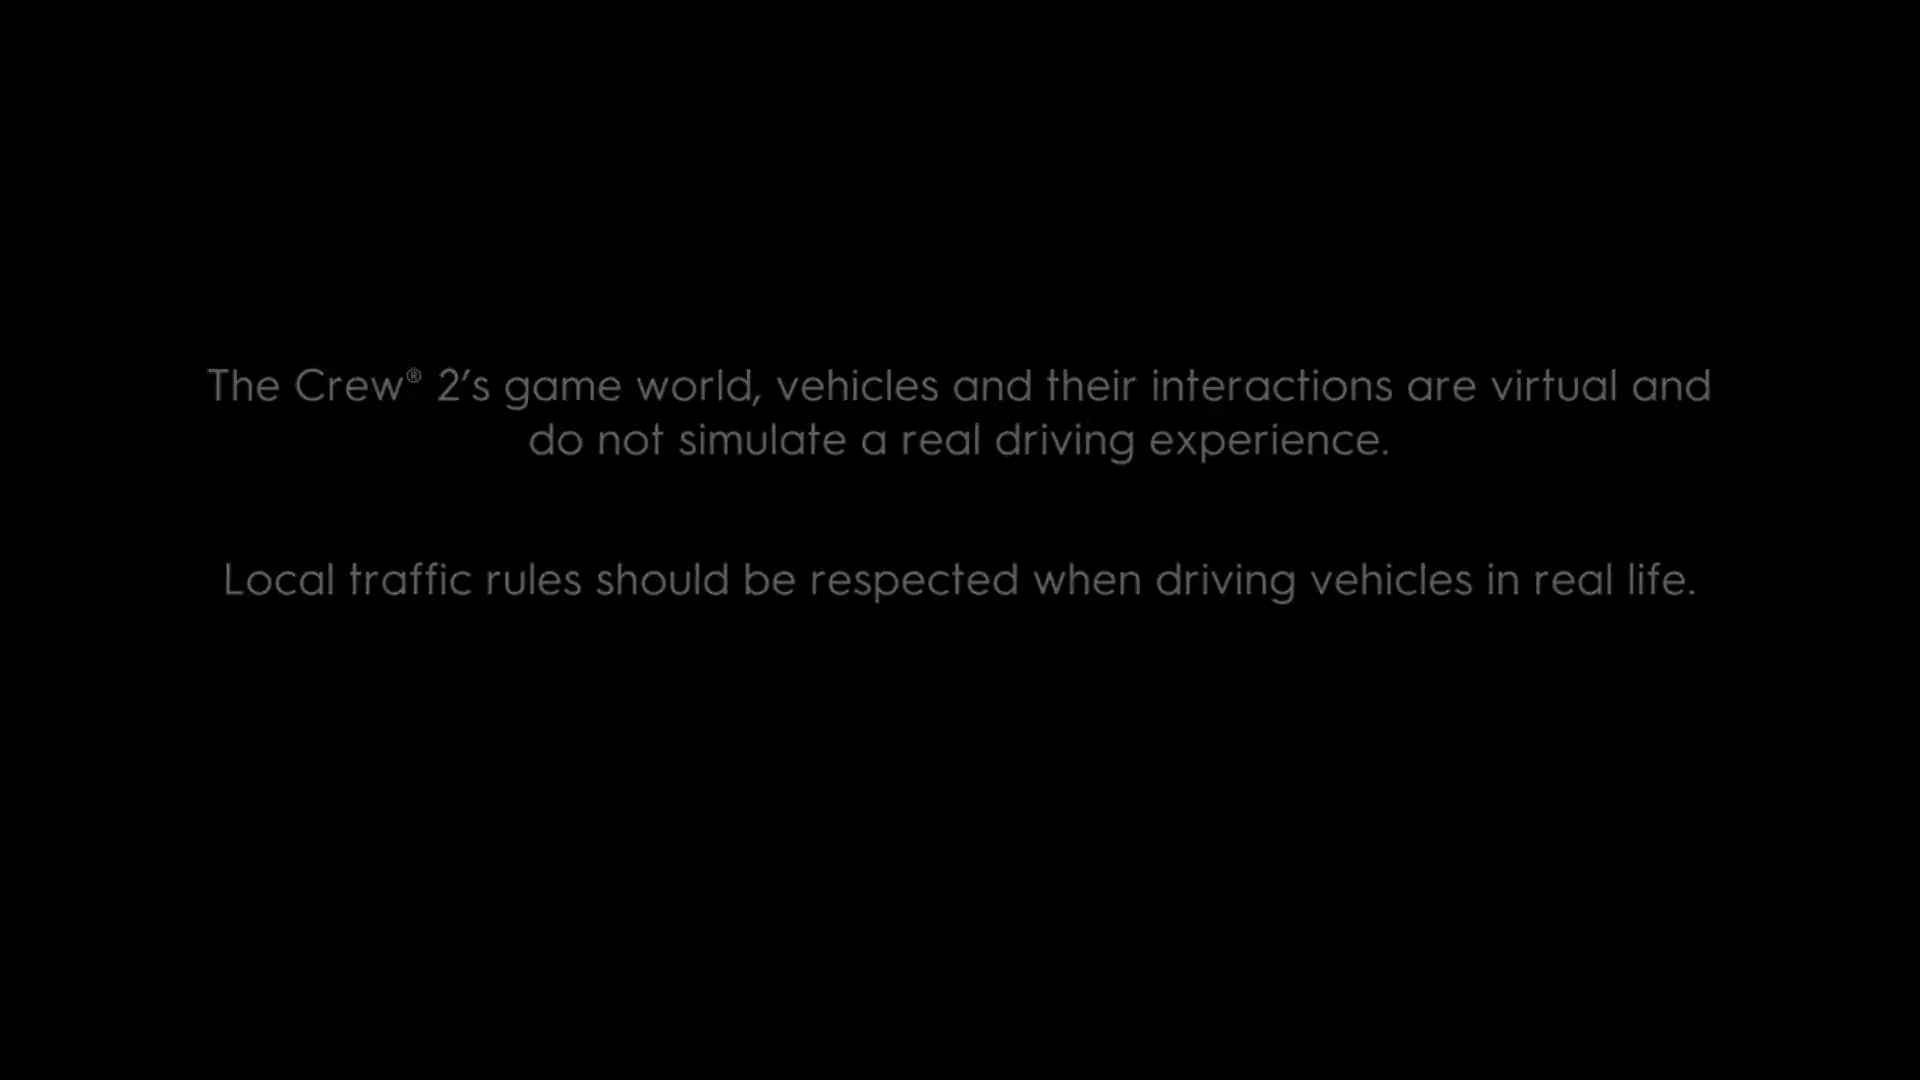 The Crew® 2’s game world, vehicles and their interactions are virtual and
do not simulate a real driving experience.
Local traffic rules should be respected when driving vehicles in real life.